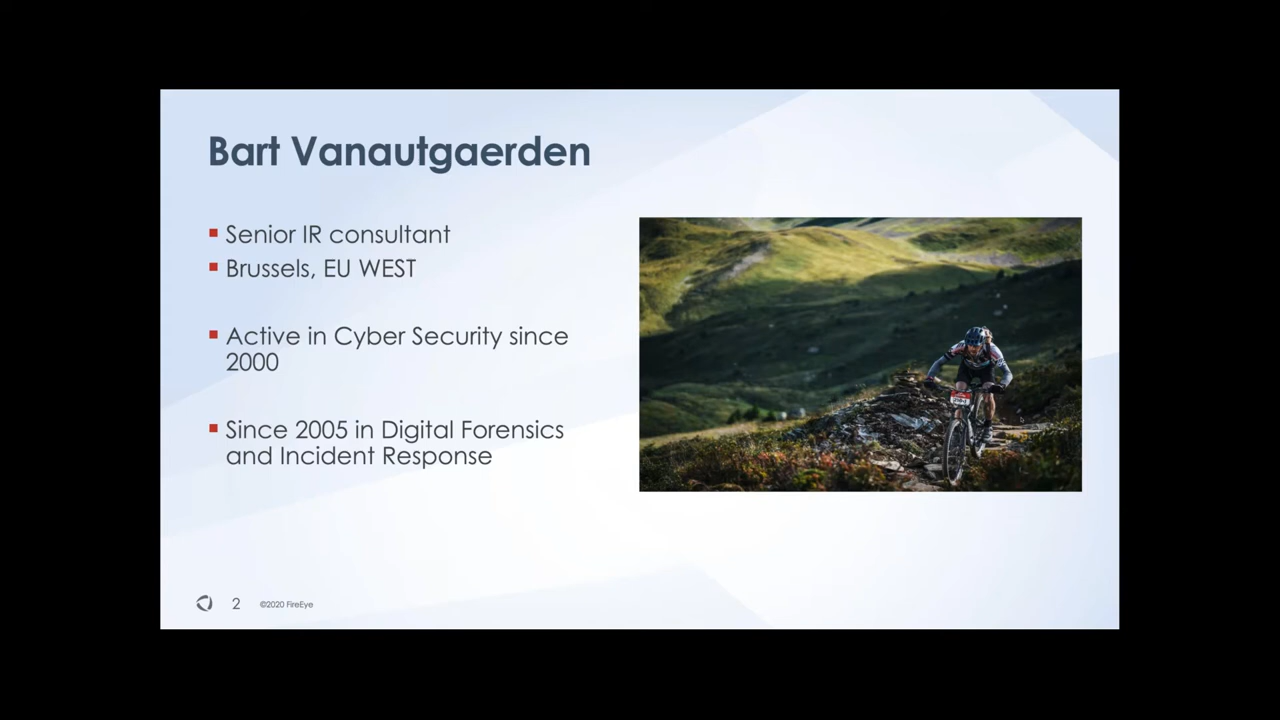 Bart Vanautgaerden
Senior IR consultant
Brussels, EU WEST
Active in Cyber Security since
2000
Since 2005 in Digital Forensics
and Incident Response
2
©2020 FireEye